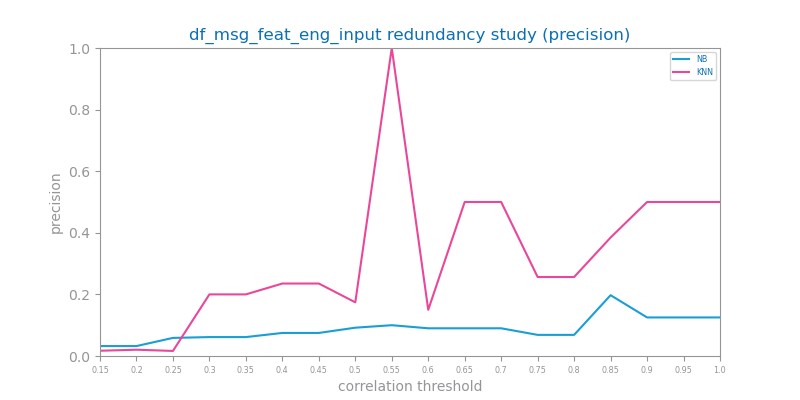 df_msg_feat_eng_input redundancy study (precision)
1.0
0.8
0.6
0.4
0.2
0.0
precision
NB
KNN
0.15 0.2 0.25 0.3 0.35 0.4 0.45 0.5 0.55 0.6 0.65 0.7 0.75 0.8 0.85 0.9 0.95 1.0
correlation threshold